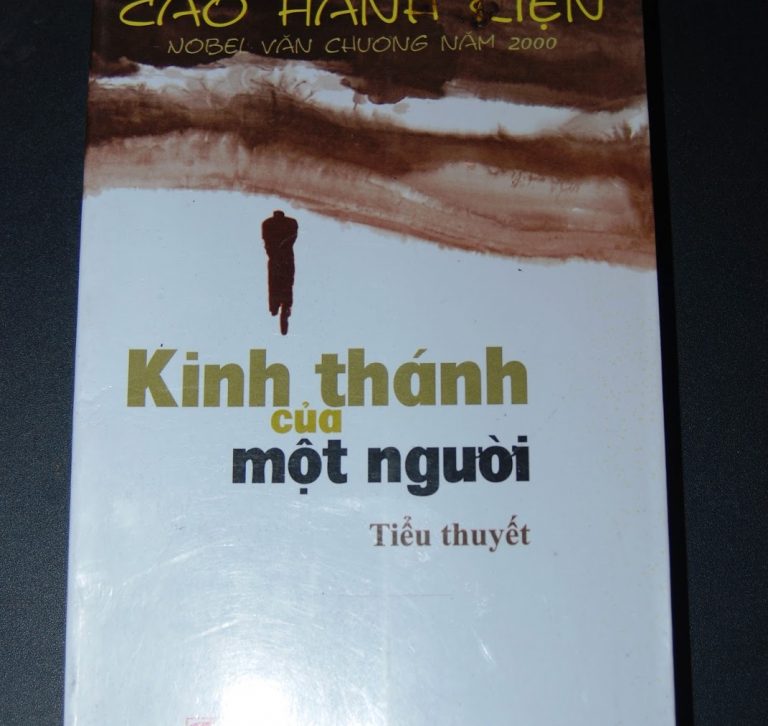 CAO HÀNH KIỆN
NOBEL VĂN CHƯƠNG NĂM 2000
Kinh thánh
của
một người
Tiểu thuyết